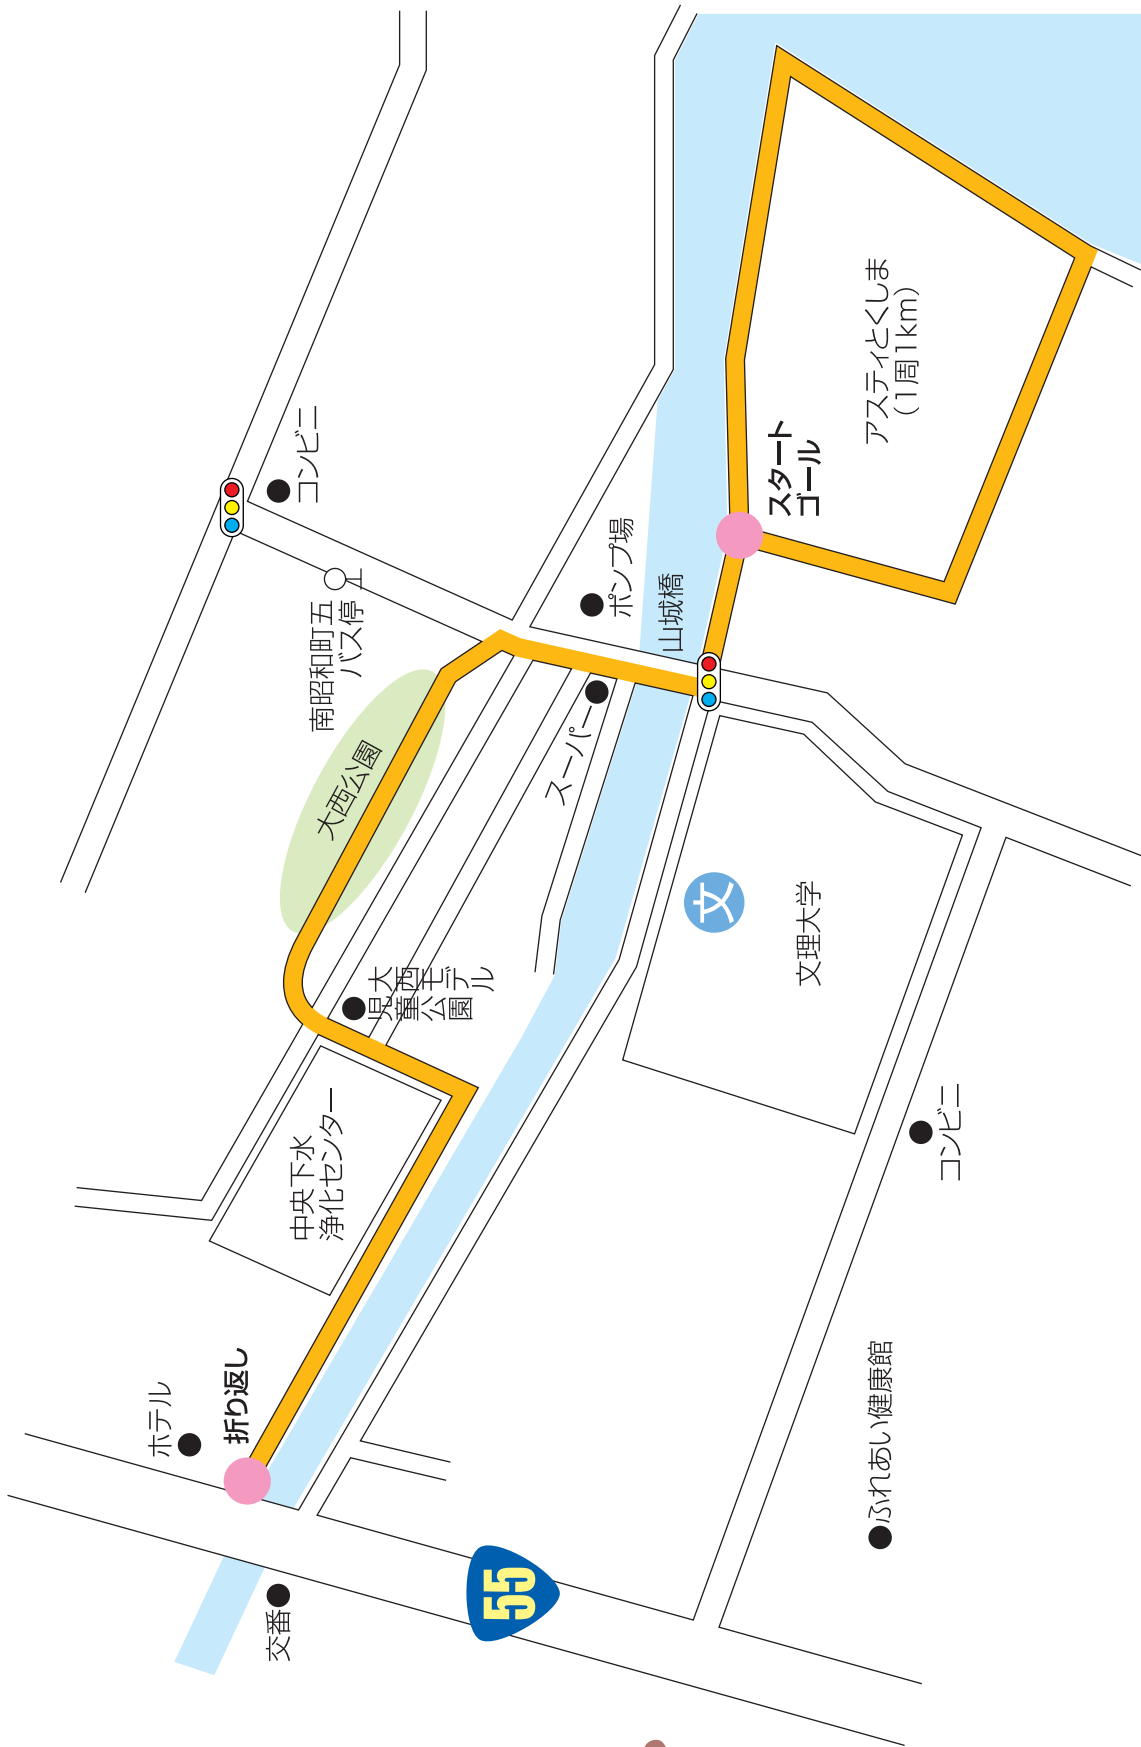 交番
55
ホテル
折り返し
ふれあい健康館
中央下水
浄化センター
コンビニ
大西モデル
児童公園
大西公園
文理大学
文
スーパー
南昭和町五
バス停
山城橋
ポンプ場
コンビニ
スタート
ゴール
アスティとくしま
（1周1km）